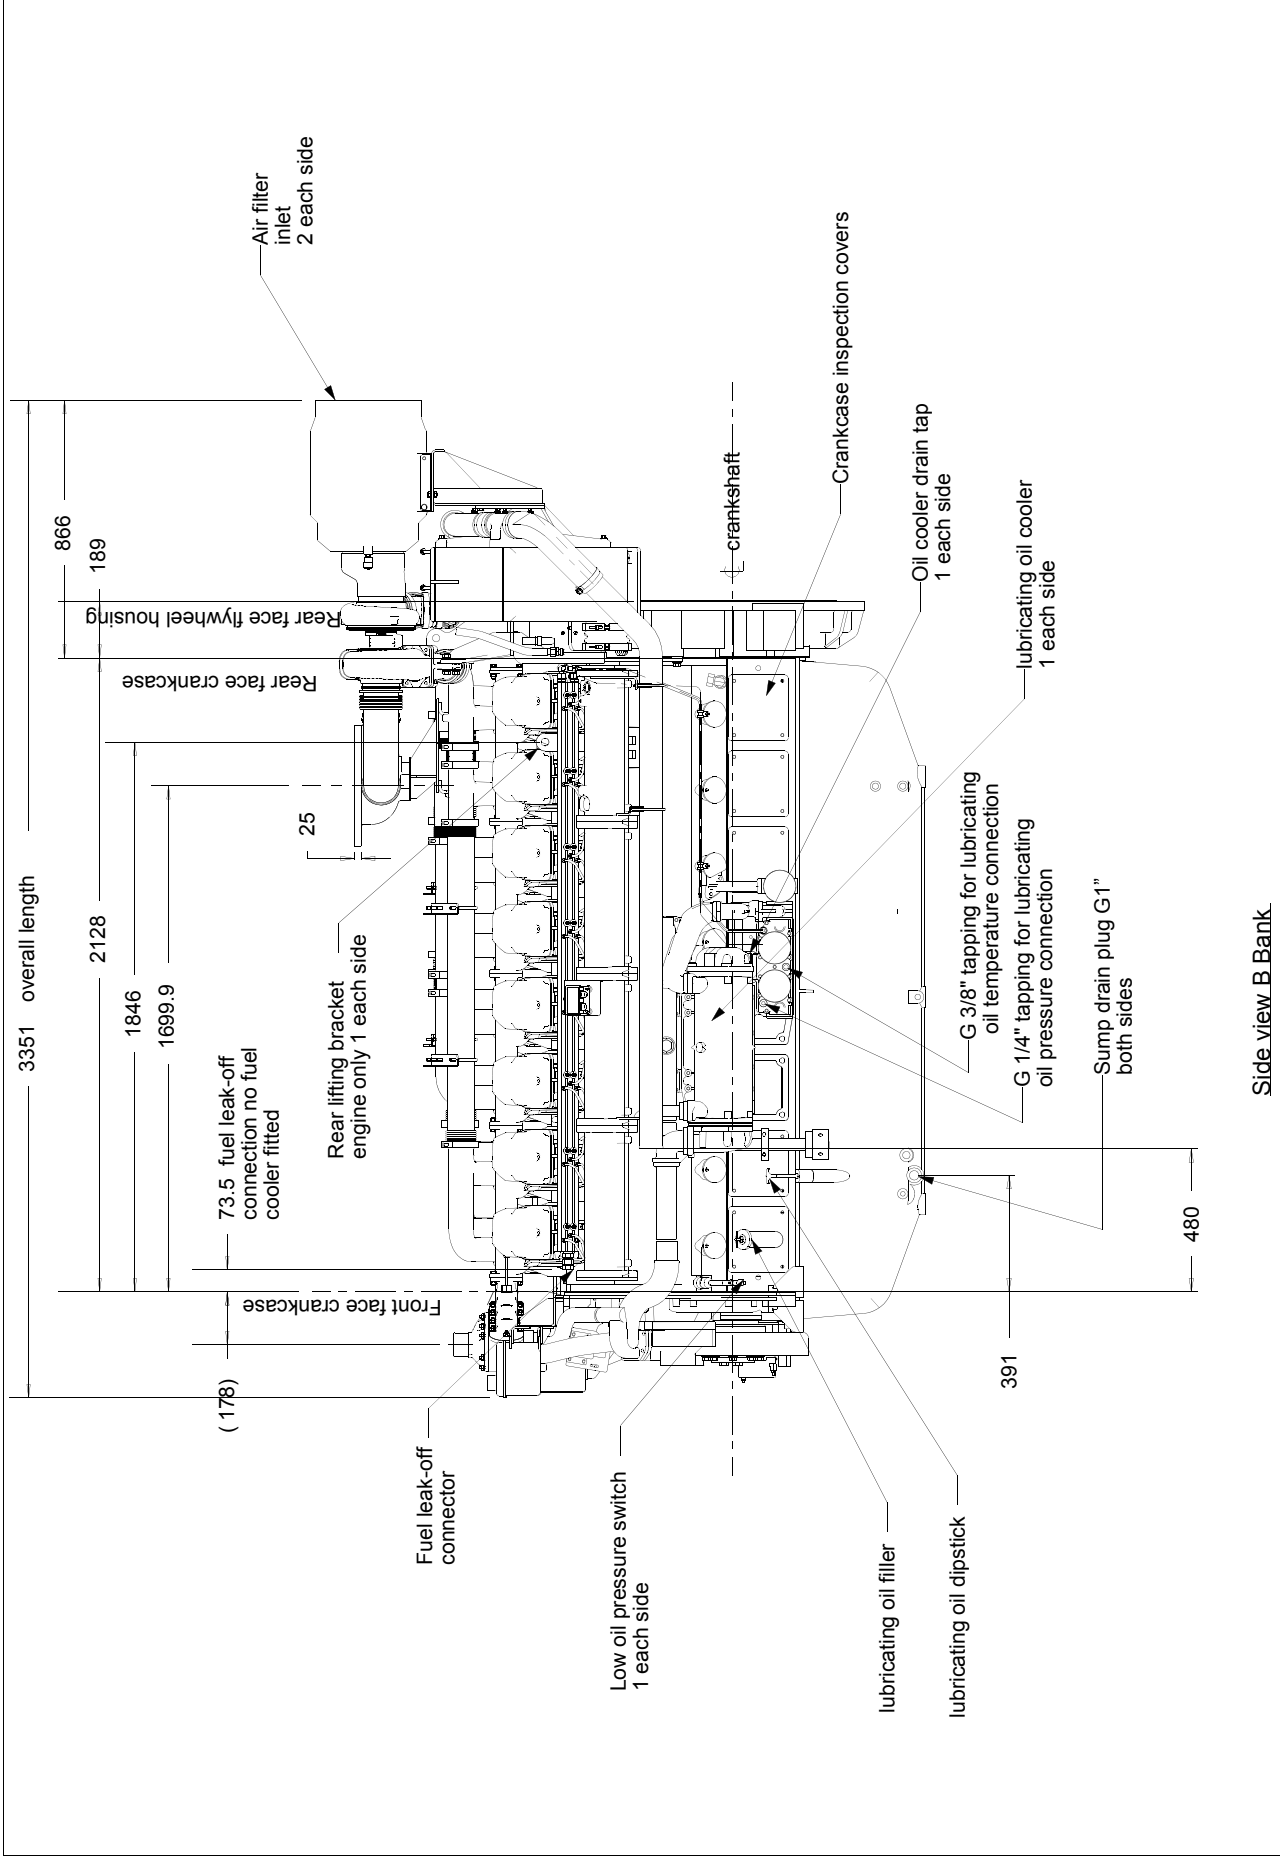 3351 overall length
866
2128
189
1846
1699.9
73.5 fuel leak-off
connection no fuel
cooler fitted
( 178)
25
Rear face flywheel housing
Rear face crankcase
Front face crankcase
Air filter
inlet
2 each side
Rear lifting bracket
engine only 1 each side
Fuel leak-off
connector
Low oil pressure switch
1 each side
crankshaft
Crankcase inspection covers
Oil cooler drain tap
1 each side
lubricating oil cooler
1 each side
G 3/8" tapping for lubricating
oil temperature connection
G 1/4" tapping for lubricating
oil pressure connection
Sump drain plug G1”
both sides
lubricating oil filler
lubricating oil dipstick
391
480
Side view B Bank